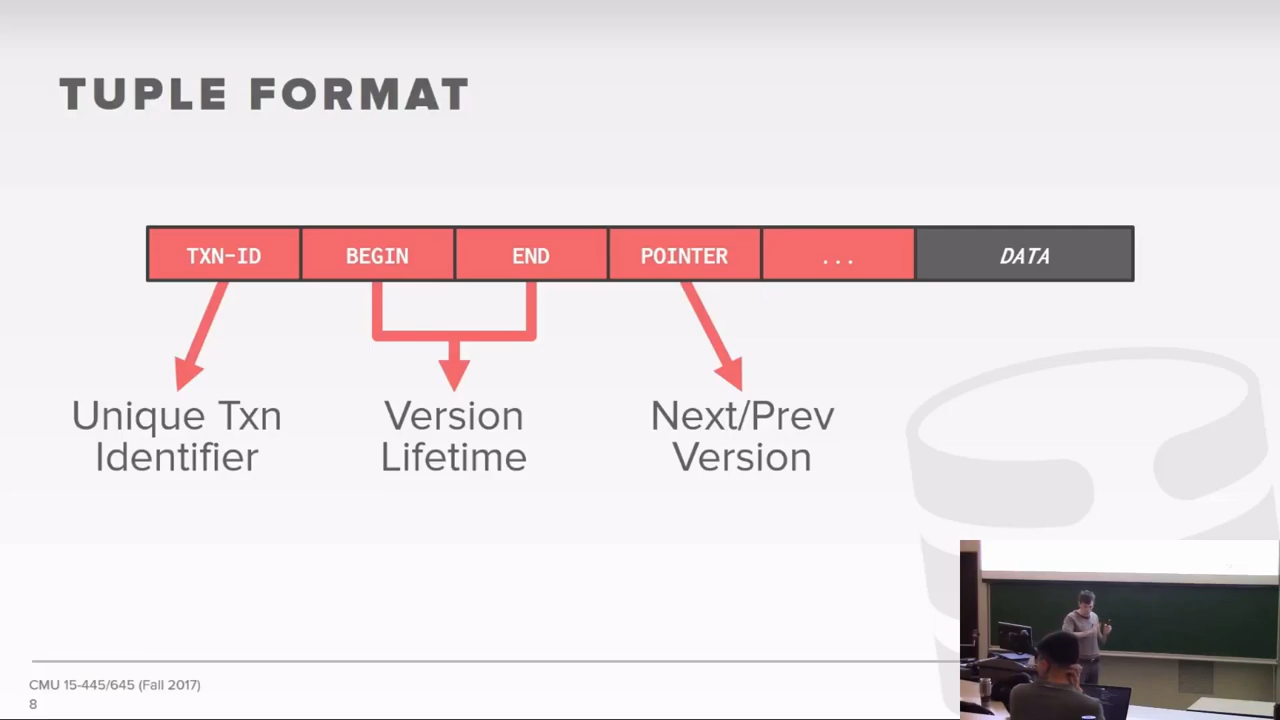 TUPLE FORMAT
TXN-ID BEGIN END POINTER ... DATA
Unique Txn Identifier
Version Lifetime
Next/Prev Version
CMU 15-445/645 (Fall 2017)
8